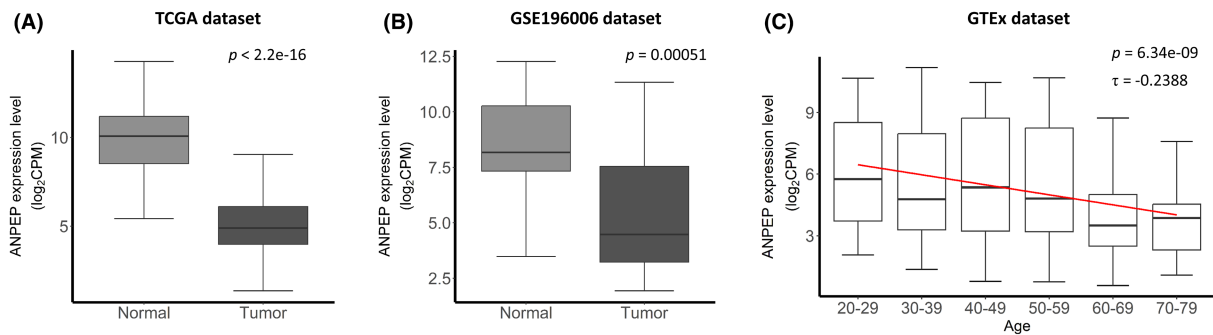 (A)
TCGA dataset
p < 2.2e-16
ANPEP expression level
(log₂CPM)
10
5
Normal
Tumor
(B)
GSE196006 dataset
p = 0.00051
ANPEP expression level
(log₂CPM)
12.5
10.0
7.5
5.0
2.5
Normal
Tumor
(C)
GTEx dataset
p = 6.34e-09
τ = -0.2388
ANPEP expression level
(log₂CPM)
9
6
3
20-29 30-39 40-49 50-59 60-69 70-79
Age